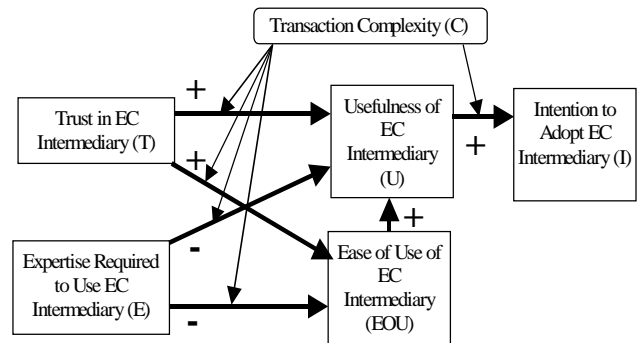 Transaction Complexity (C)
+
Trust in EC
Intermediary (T)
+
Usefulness of
EC
Intermediary
(U)
+
Intention to
Adopt EC
Intermediary (I)
+
-
Expertise Required
to Use EC
Intermediary (E)
-
Ease of Use of
EC
Intermediary
(EOU)